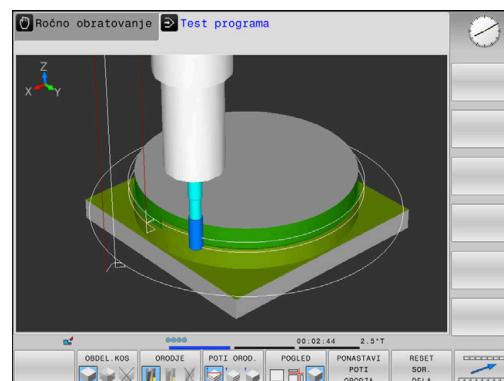 Ročno obratovanje
Test programa
Z
X
Y
00:02:44 2.5*T
OBDEL.KOS
ORODJE
POTI OROD.
POGLED
PONASTAVI
POTI
ORODJA
RESET
SOR.
DELA